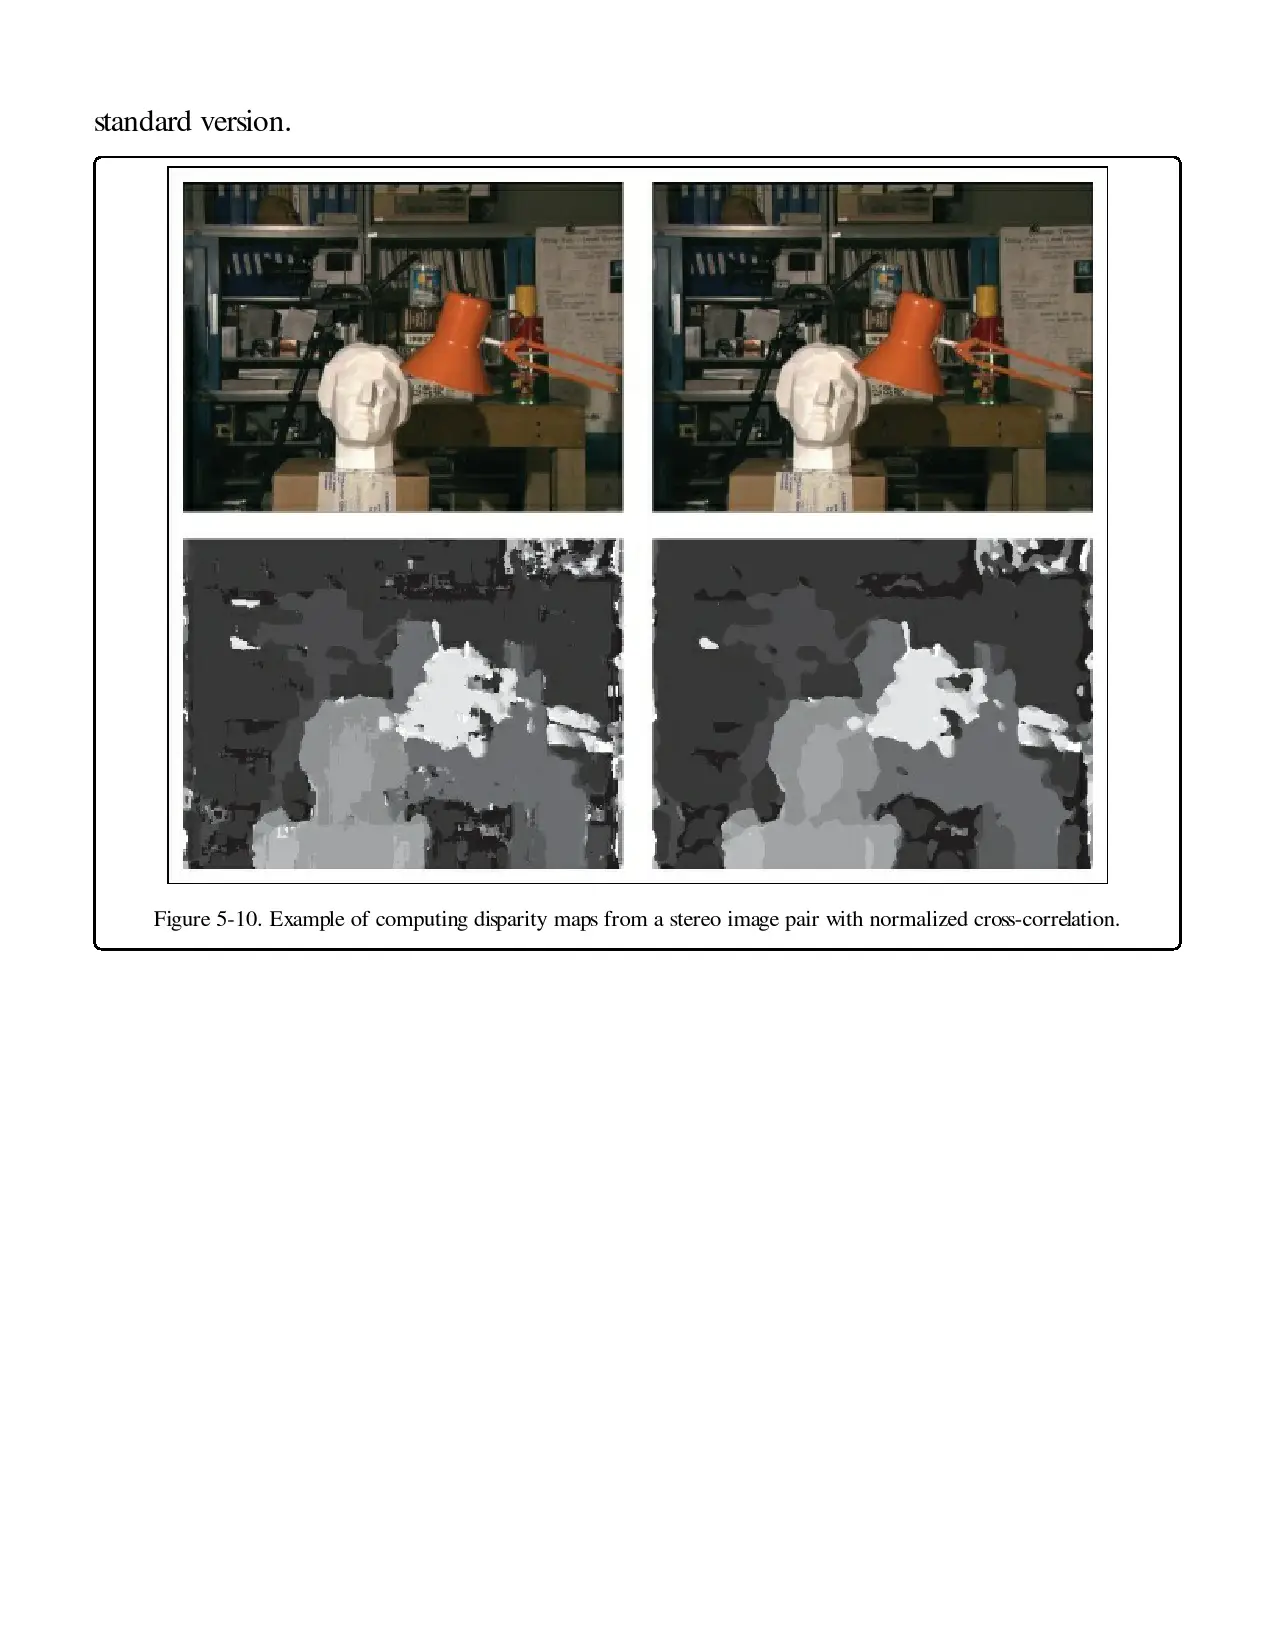 standard version.
Figure 5-10. Example of computing disparity maps from a stereo image pair with normalized cross-correlation.